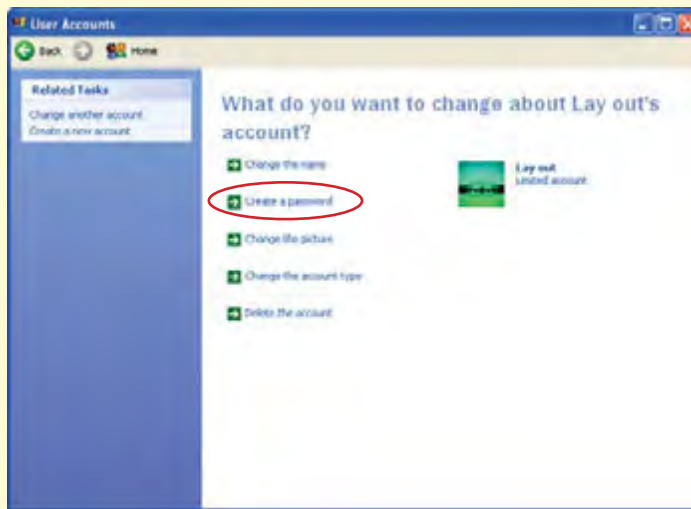 User Accounts
Back Home
Related Tasks
Change another account
Create a new account
What do you want to change about Lay out's
account?
Change the name
Create a password
Change the picture
Change the account type
Delete the account
Lay out
Limited account